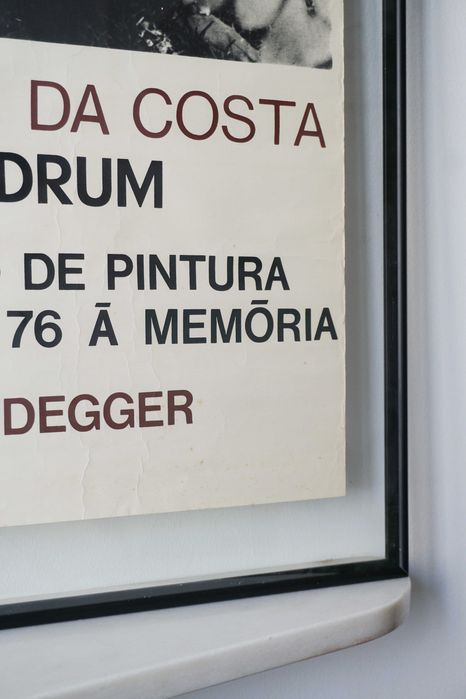 DA COSTA
DRUM
DE PINTURA
76 Ā MEMŌRIA
DEGGER